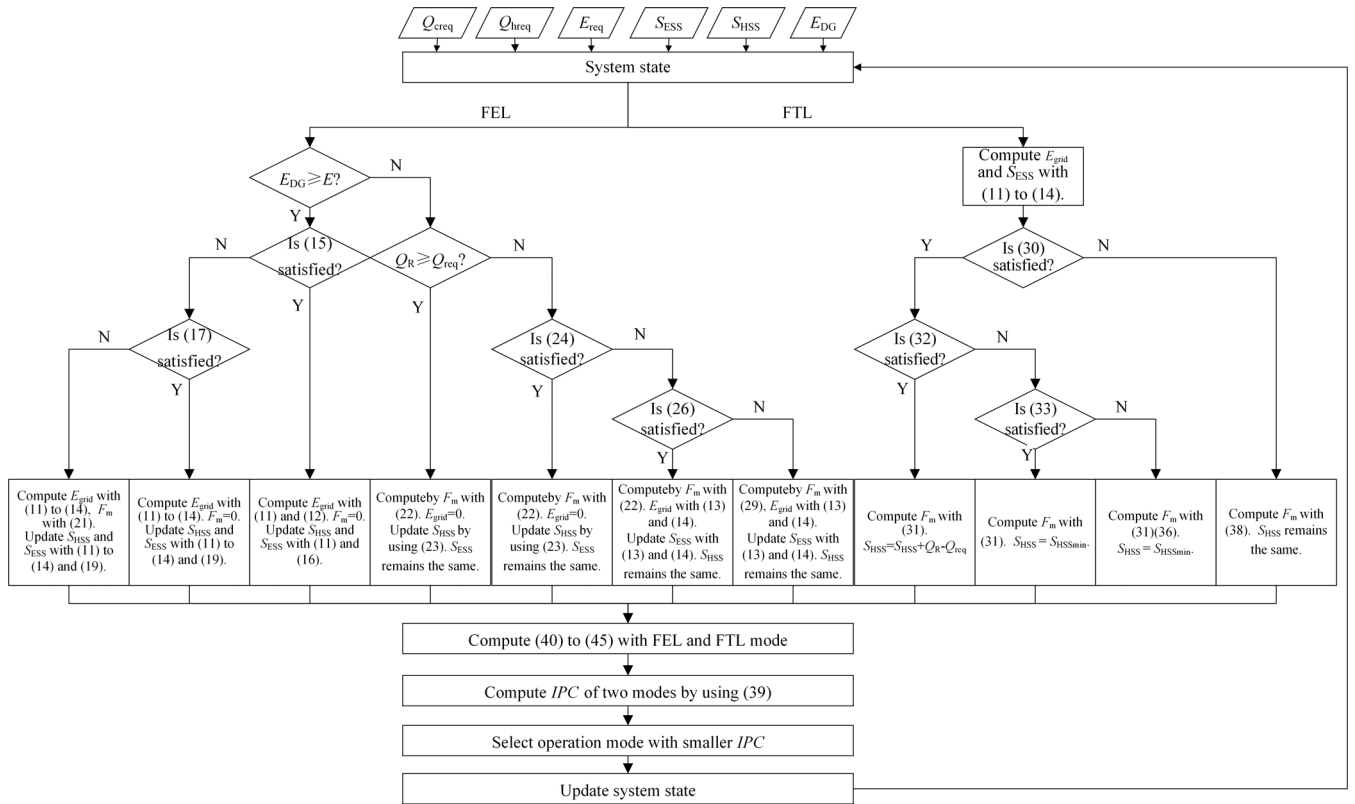 Qcreq
Qhreq
Ereq
SESS
SHSS
EDG
System state
FEL
FTL
EDG≥E?
N
Y
Compute Egrid
and SESS with
(11) to (14).
N
Is (15)
satisfied?
Y
QR≥Qreq?
N
Y
Y
Is (30)
satisfied?
N
N
Is (17)
satisfied?
Y
Is (24)
satisfied?
N
Y
Is (32)
satisfied?
N
Y
Is (26)
satisfied?
N
Y
Is (33)
satisfied?
N
Y
Compute Egrid with
(11) to (14), Fm
with (21).
Update SHSS and
SESS with (11) to
(14) and (19).
Compute Egrid with
(11) to (14). Fm=0.
Update SHSS and
SESS with (11) to
(14) and (19).
Compute Egrid with
(11) and (12). Fm=0.
Update SHSS and
SESS with (11) and
(16).
Computeby Fm with
(22). Egrid=0.
Update SHSS by
using (23). SESS
remains the same.
Computeby Fm with
(22). Egrid=0.
Update SHSS by
using (23). SESS
remains the same.
Computeby Fm with
(22). Egrid with (13)
and (14).
Update SESS with
(13) and (14). SHSS
remains the same.
Computeby Fm with
(29), Egrid with (13)
and (14).
Update SESS with
(13) and (14). SHSS
remains the same.
Compute Fm with
(31).
SHSS=SHSS+QR-Qreq
Compute Fm with
(31). SHSS = SHSSmin.
Compute Fm with
(31)(36).
SHSS = SHSSmin.
Compute Fm with
(38). SHSS remains
the same.
Compute (40) to (45) with FEL and FTL mode
Compute IPC of two modes by using (39)
Select operation mode with smaller IPC
Update system state